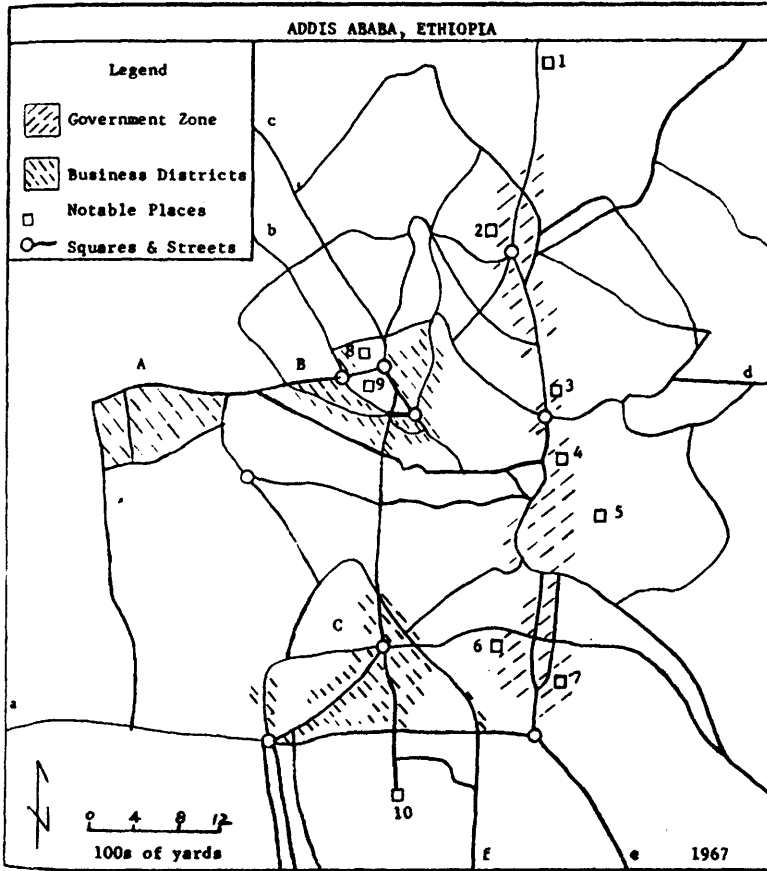 ADDIS ABABA, ETHIOPIA
Legend
Government Zone
Business Districts
Notable Places
Squares & Streets
1
c
b
2
A
B
8
9
3
d
4
5
C
6
7
a
10
0 4 8 12
100s of yards
f
e
1967